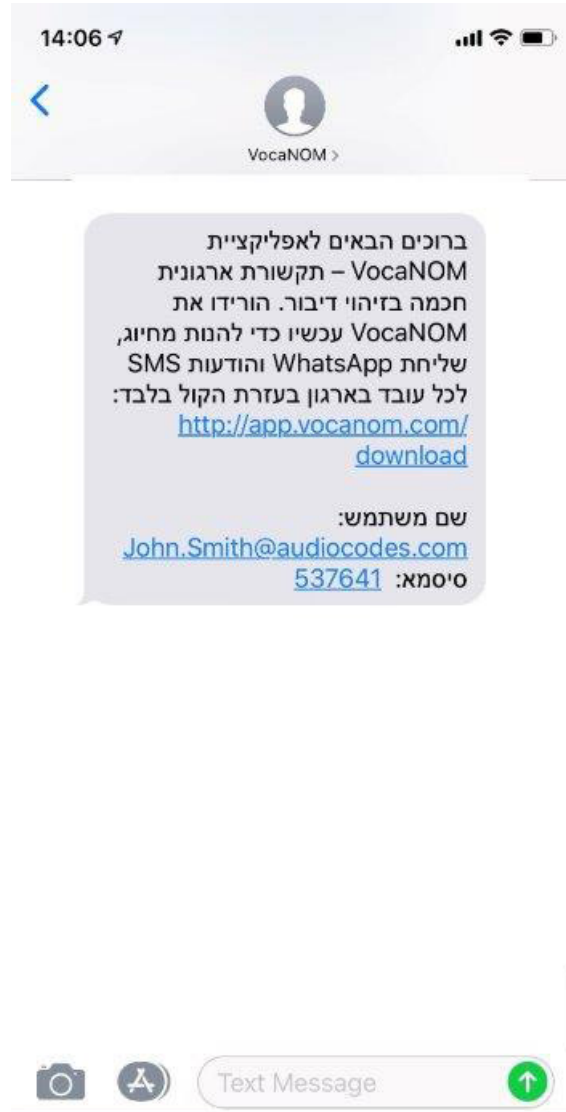 14:06
VocaNOM >
ברוכים הבאים לאפליקציית
VocaNOM – תקשורת ארגונית
חכמה בזיהוי דיבור. הורידו את
VocaNOM עכשיו כדי להנות מחיוג,
שליחת WhatsApp והודעות SMS
לכל עובד בארגון בעזרת הקול בלבד:
http://app.vocanom.com/
download
שם משתמש:
John.Smith@audiocodes.com
סיסמא: 537641
Text Message